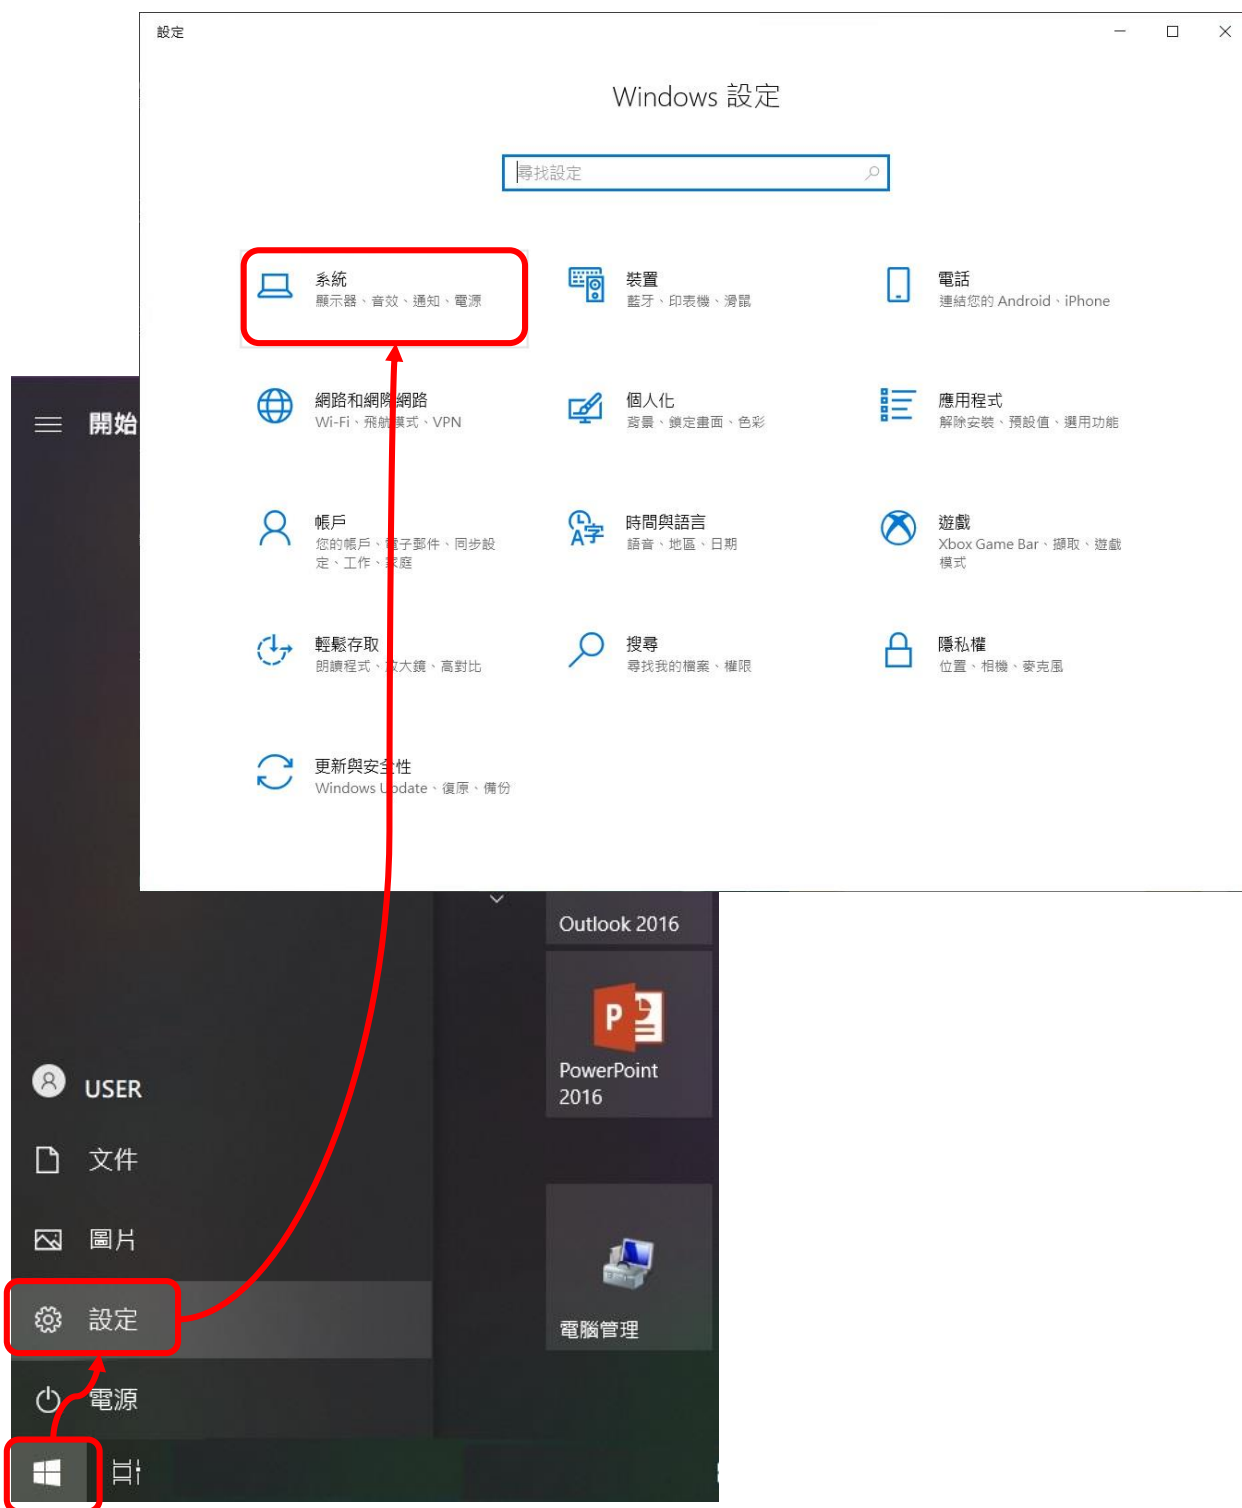 設定
Windows 設定
尋找設定
系統
顯示器、音效、通知、電源
裝置
藍牙、印表機、滑鼠
電話
連結您的 Android、iPhone
網路和網際網路
Wi-Fi、飛航模式、VPN
個人化
背景、鎖定畫面、色彩
應用程式
解除安裝、預設值、選用功能
帳戶
您的帳戶、電子郵件、同步設
定、工作、家庭
時間與語言
語音、地區、日期
遊戲
Xbox Game Bar、擷取、遊戲
模式
輕鬆存取
朗讀程式、放大鏡、高對比
搜尋
尋找我的檔案、權限
隱私權
位置、相機、麥克風
更新與安全性
Windows Update、復原、備份
開始
Outlook 2016
PowerPoint
2016
USER
文件
圖片
設定
電腦管理
電源